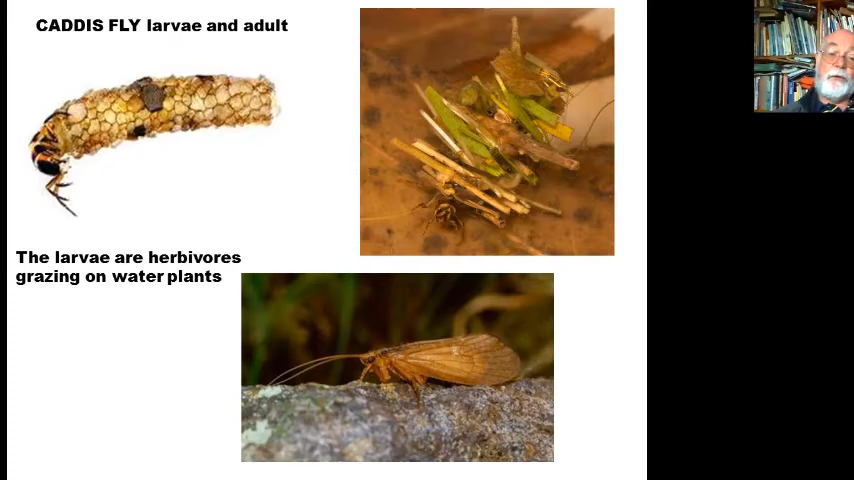 CADDIS FLY larvae and adult
The larvae are herbivores
grazing on water plants